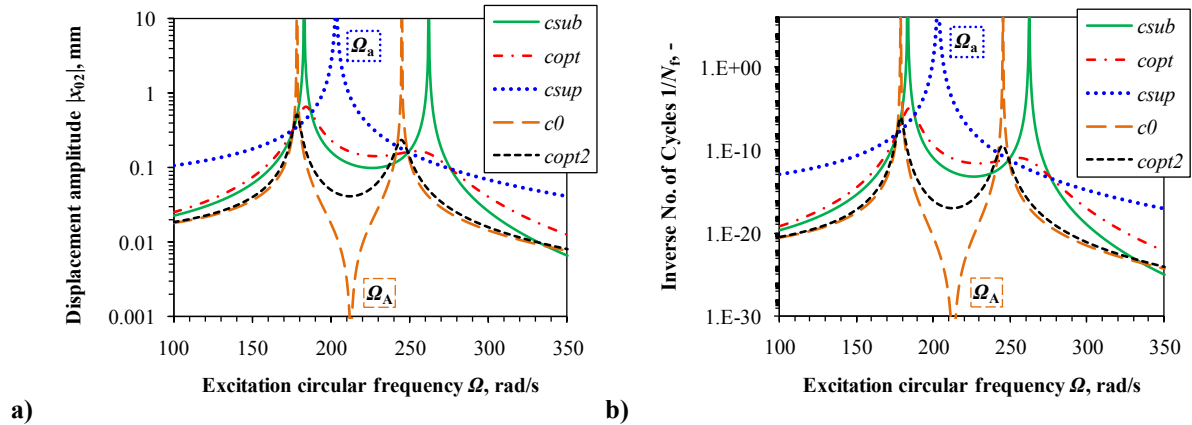 Displacement amplitude |x₀₂|, mm
10
1
0.1
0.01
0.001
100 150 200 250 300 350
Excitation circular frequency Ω, rad/s
Ωa
ΩA
csub
copt
csup
c0
copt2
a)
Inverse No. of Cycles 1/Nf, -
1.E+00
1.E-10
1.E-20
1.E-30
100 150 200 250 300 350
Excitation circular frequency Ω, rad/s
Ωa
ΩA
csub
copt
csup
c0
copt2
b)